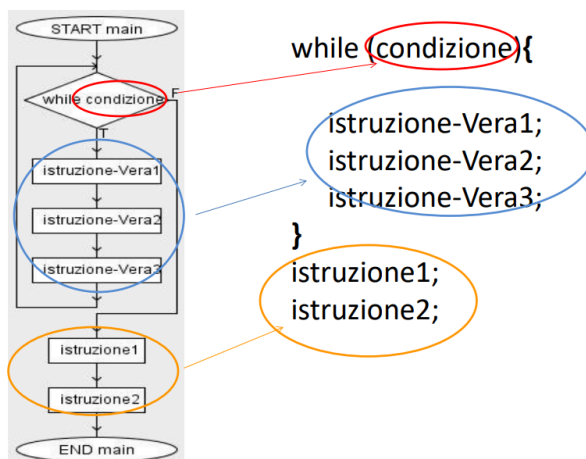 START main
while condizione
F
T
istruzione-Vera1
istruzione-Vera2
istruzione-Vera3
istruzione1
istruzione2
END main
while (condizione){
istruzione-Vera1;
istruzione-Vera2;
istruzione-Vera3;
}
istruzione1;
istruzione2;